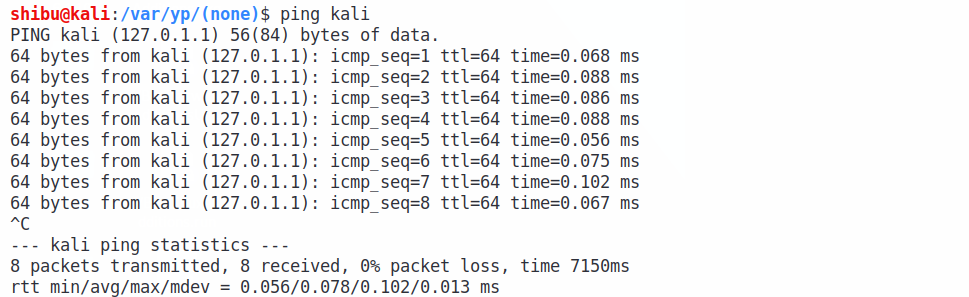 shibu@kali:/var/yp/(none)$ ping kali
PING kali (127.0.1.1) 56(84) bytes of data.
64 bytes from kali (127.0.1.1): icmp_seq=1 ttl=64 time=0.068 ms
64 bytes from kali (127.0.1.1): icmp_seq=2 ttl=64 time=0.088 ms
64 bytes from kali (127.0.1.1): icmp_seq=3 ttl=64 time=0.086 ms
64 bytes from kali (127.0.1.1): icmp_seq=4 ttl=64 time=0.088 ms
64 bytes from kali (127.0.1.1): icmp_seq=5 ttl=64 time=0.056 ms
64 bytes from kali (127.0.1.1): icmp_seq=6 ttl=64 time=0.075 ms
64 bytes from kali (127.0.1.1): icmp_seq=7 ttl=64 time=0.102 ms
64 bytes from kali (127.0.1.1): icmp_seq=8 ttl=64 time=0.067 ms
^C
--- kali ping statistics ---
8 packets transmitted, 8 received, 0% packet loss, time 7150ms
rtt min/avg/max/mdev = 0.056/0.078/0.102/0.013 ms